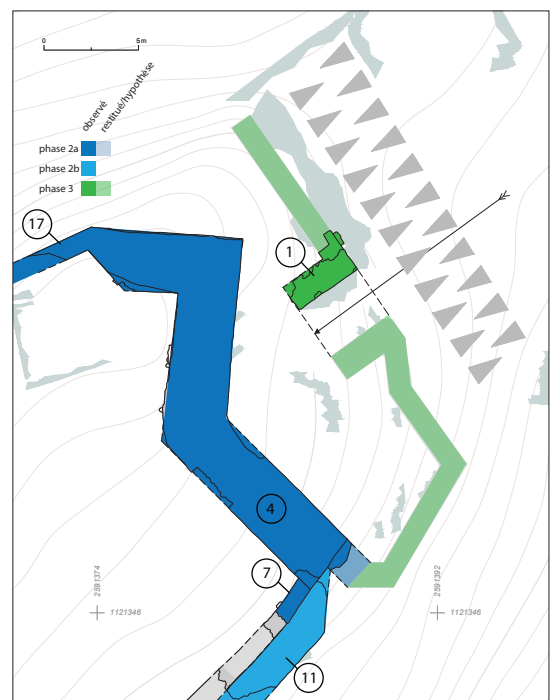 0 5m
observé
restitué/hypothèse
phase 2a
phase 2b
phase 3
17
1
4
7
11
2591374
1121346
2591392
1121346